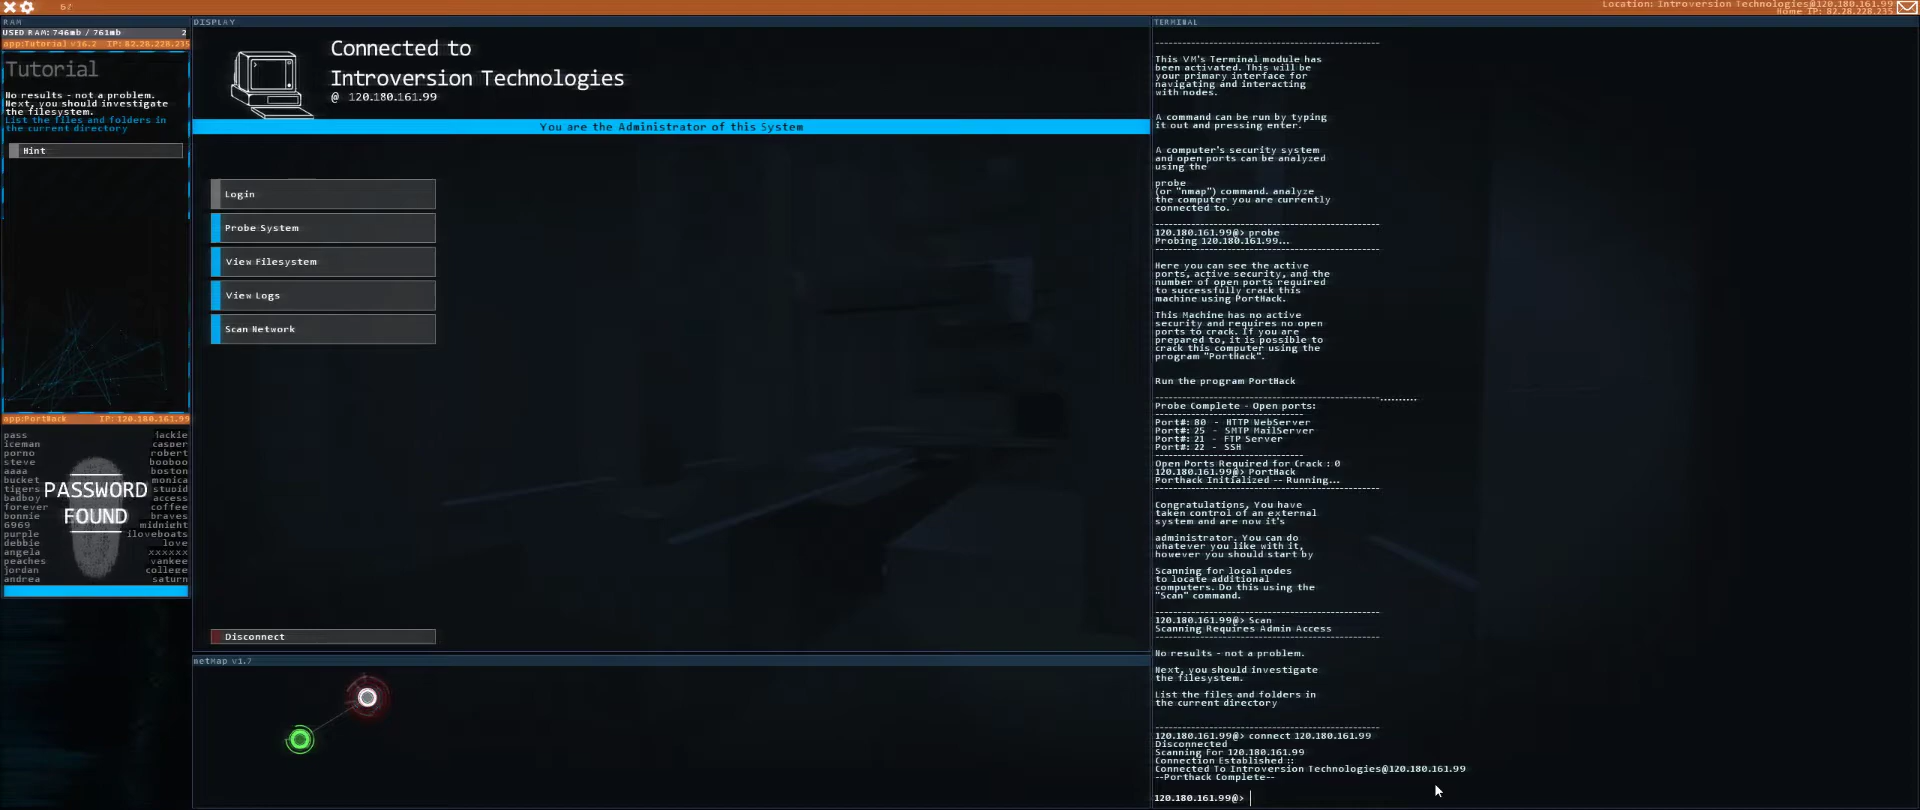 67
Location: Introversion Technologies@120.180.161.99
Home IP: 82.28.228.235
RAM
USED RAM: 746mb / 761mb 2
app:Tutorial v16.2 IP:82.28.228.235
Tutorial
No results - not a problem.
Next, you should investigate
the filesystem.
List the files and folders in
the current directory
Hint
app:PortHack IP:120.180.161.99
pass jackie
iceman casper
porno robert
steve booboo
aaaa boston
bucket monica
tigers stupid
badboy access
forever coffee
bonnie braves
6969 midnight
purple iloveboats
debbie love
angela xxxxxx
peaches yankee
jordan college
andrea saturn
PASSWORD
FOUND
DISPLAY
Connected to
Introversion Technologies
@ 120.180.161.99
You are the Administrator of this System
Login
Probe System
View Filesystem
View Logs
Scan Network
Disconnect
netMap v1.7
TERMINAL
--------------------------------------------
This VM's Terminal module has
been activated. This will be
your primary interface for
navigating and interacting
with nodes.
A command can be run by typing
it out and pressing enter.
A computer's security system
and open ports can be analyzed
using the
probe
(or "nmap") command. analyze
the computer you are currently
connected to.
--------------------------------------------
120.180.161.99@> probe
Probing 120.180.161.99...
--------------------------------------------
Here you can see the active
ports, active security, and the
number of open ports required
to successfully crack this
machine using PortHack.
This Machine has no active
security and requires no open
ports to crack. If you are
prepared to, it is possible to
crack this computer using the
program "PortHack".
Run the program PortHack
--------------------------------------------..........
Probe Complete - Open ports:
---------------------------------
Port#: 80 - HTTP WebServer
Port#: 25 - SMTP MailServer
Port#: 21 - FTP Server
Port#: 22 - SSH
---------------------------------
Open Ports Required for Crack : 0
120.180.161.99@> PortHack
Porthack Initialized -- Running...
--------------------------------------------
Congratulations, You have
taken control of an external
system and are now it's
administrator. You can do
whatever you like with it,
however you should start by
Scanning for local nodes
to locate additional
computers. Do this using the
"Scan" command.
--------------------------------------------
120.180.161.99@> Scan
Scanning Requires Admin Access
--------------------------------------------
No results - not a problem.
Next, you should investigate
the filesystem.
List the files and folders in
the current directory
--------------------------------------------
120.180.161.99@> connect 120.180.161.99
Disconnected
Scanning For 120.180.161.99
Connection Established ::
Connected To Introversion Technologies@120.180.161.99
--Porthack Complete--
120.180.161.99@>